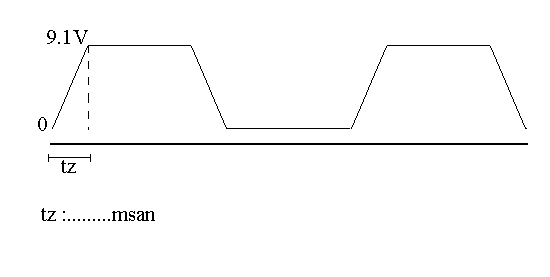 9.1V
0
tz
tz :.........msan